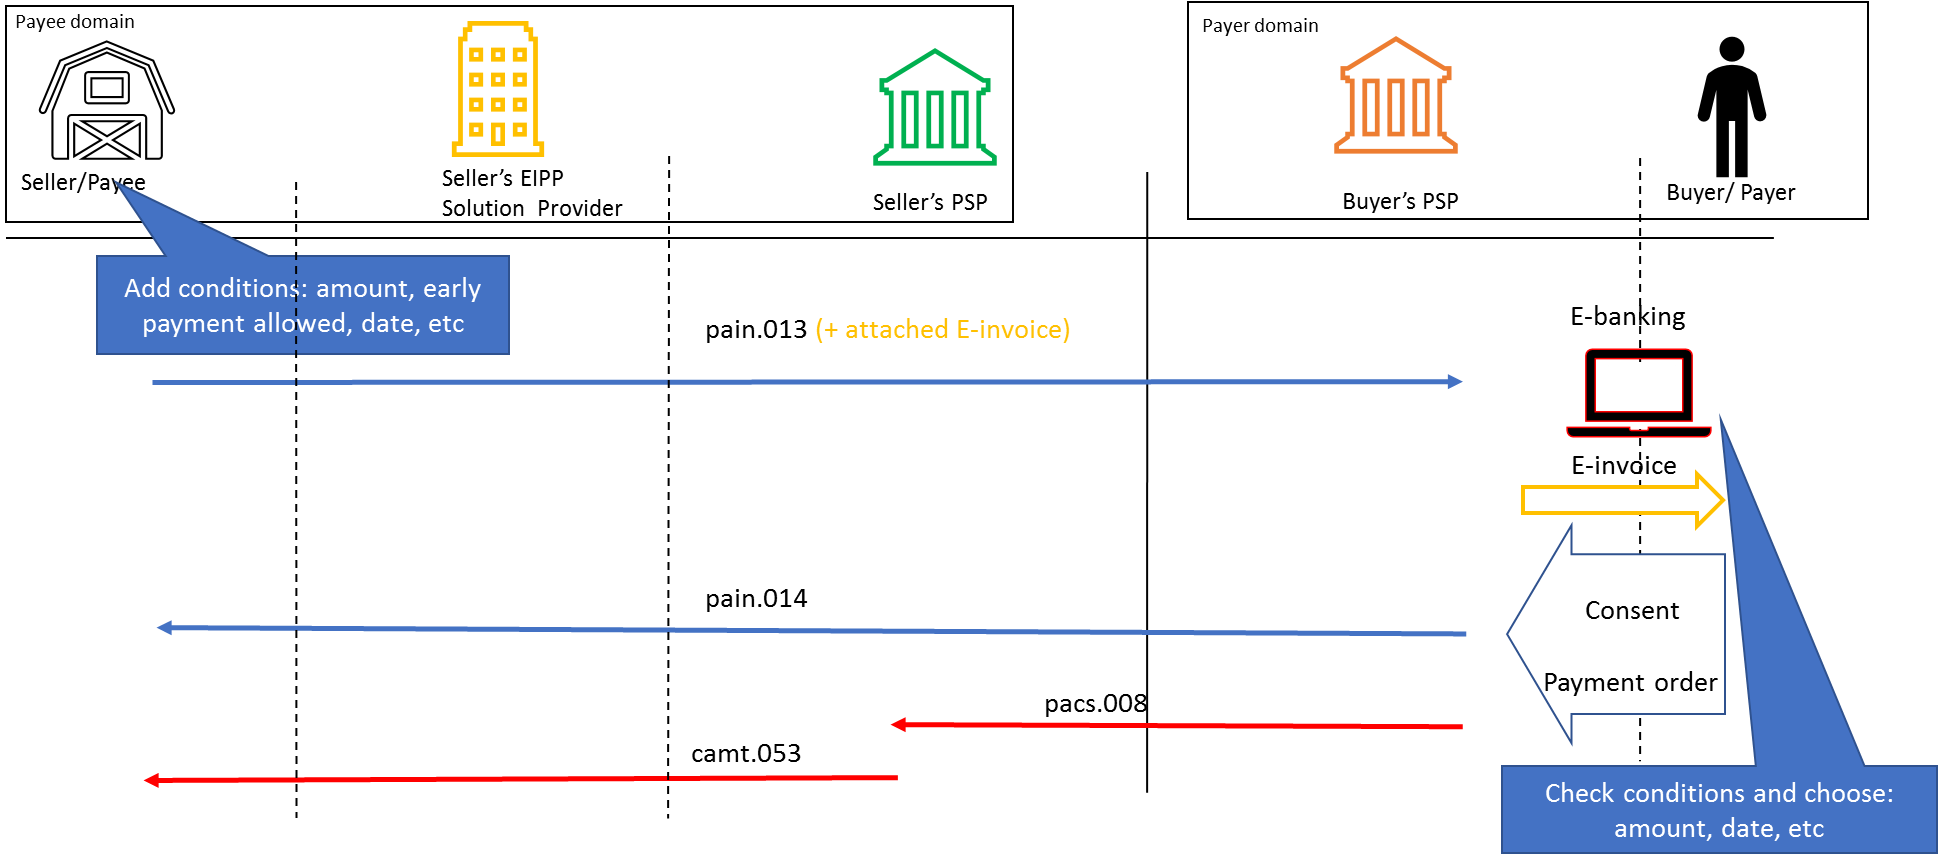 Payee domain
Payer domain
Seller/Payee
Seller's EIPP
Solution Provider
Seller's PSP
Buyer's PSP
Buyer/ Payer
Add conditions: amount, early
payment allowed, date, etc
pain.013 (+ attached E-invoice)
E-banking
E-invoice
pain.014
Consent
Payment order
pacs.008
camt.053
Check conditions and choose:
amount, date, etc